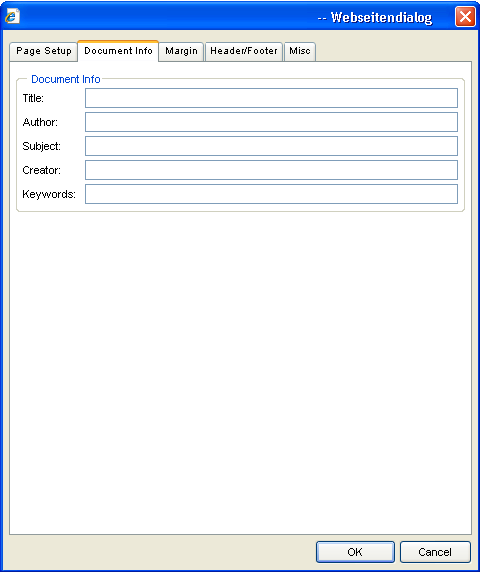 -- Webseitendialog
Page Setup Document Info Margin Header/Footer Misc
Document Info
Title:
Author:
Subject:
Creator:
Keywords:
OK Cancel